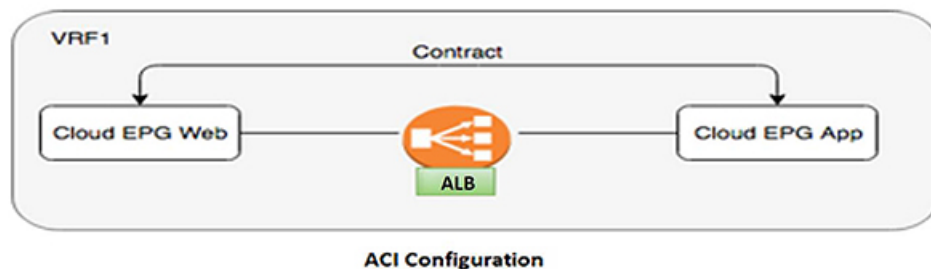 VRF1
Contract
Cloud EPG Web
Cloud EPG App
ALB
ACI Configuration